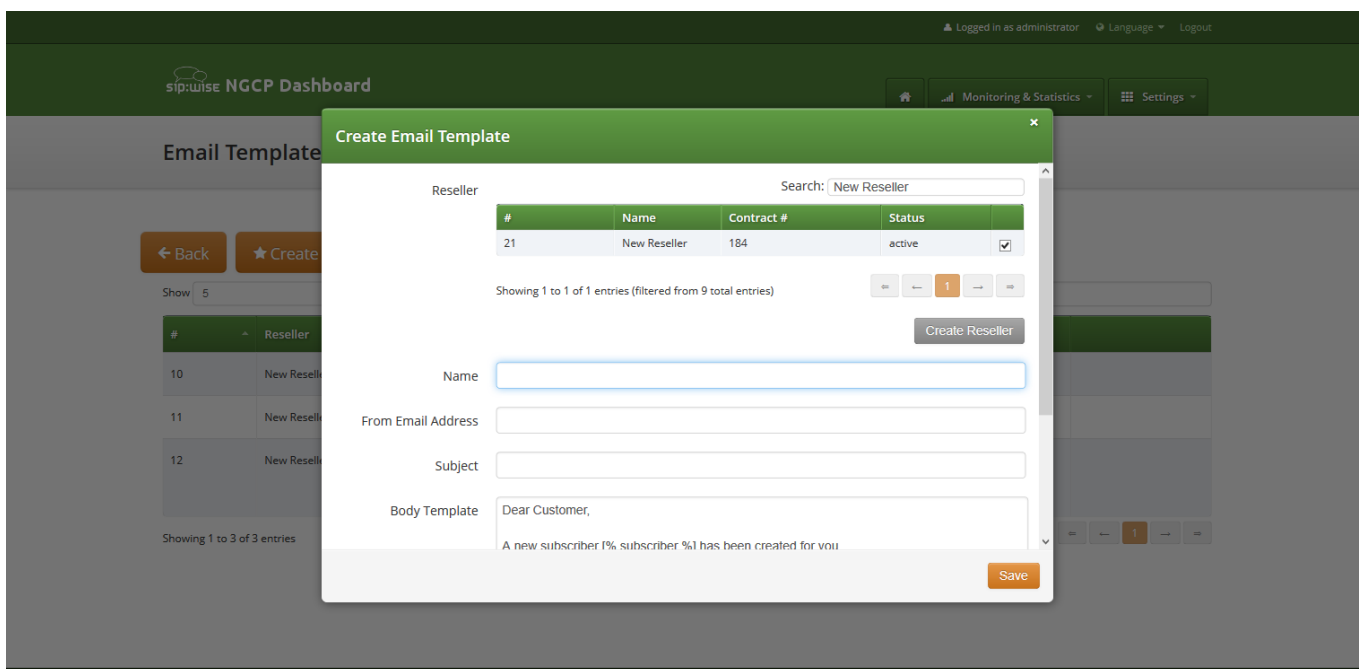 Logged in as administrator Language Logout
sip:wise NGCP Dashboard
Monitoring & Statistics Settings
Create Email Template ×
Email Template
Reseller Search: New Reseller
# Name Contract # Status
21 New Reseller 184 active
← Back Create
Showing 1 to 1 of 1 entries (filtered from 9 total entries) ⇐ ← 1 → ⇒
Show 5
Create Reseller
# Reseller
10 New Reselle
Name
11 New Reselle
From Email Address
12 New Reselle
Subject
Body Template Dear Customer,
A new subscriber [% subscriber %] has been created for you
Showing 1 to 3 of 3 entries ⇐ ← 1 → ⇒
Save